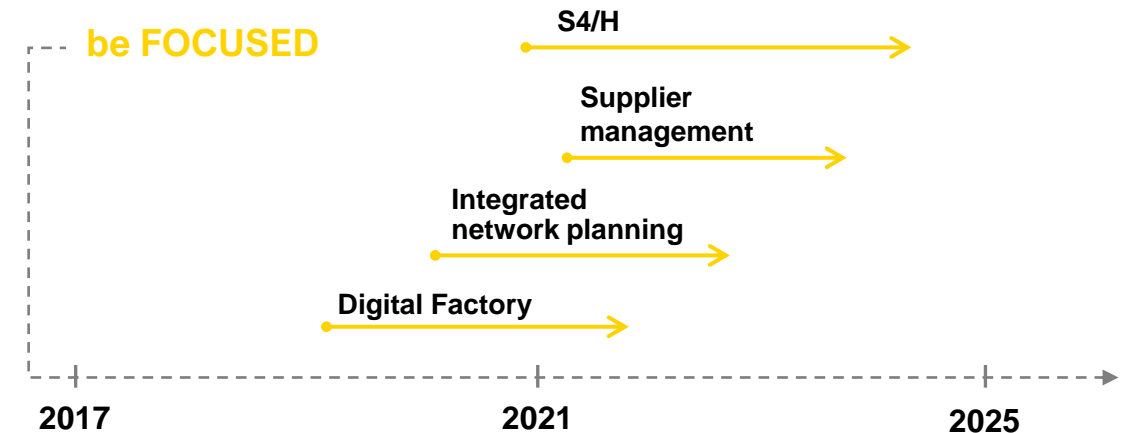 be FOCUSED
S4/H
Supplier
management
Integrated
network planning
Digital Factory
2017
2021
2025